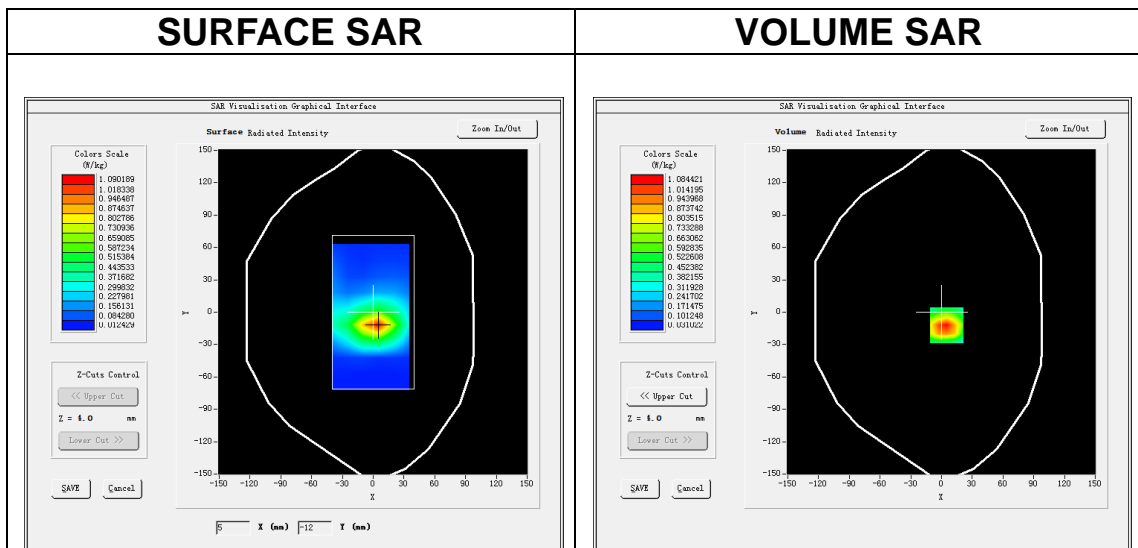 SURFACE SAR
VOLUME SAR
SAR Visualisation Graphical Interface
Surface Radiated Intensity
Zoom In/Out
Colors Scale
(W/kg)
1.090189
1.018338
0.946487
0.874637
0.802786
0.730936
0.659085
0.587234
0.515384
0.443533
0.371682
0.299832
0.227981
0.156131
0.084280
0.012429
Z-Cuts Control
<< Upper Cut
Z = 4.0 mm
Lower Cut >>
SAVE Cancel
150
120
90
60
30
0
-30
-60
-90
-120
-150
Y
-150 -120 -90 -60 -30 0 30 60 90 120 150
X
5 X (mm) -12 Y (mm)
SAR Visualisation Graphical Interface
Volume Radiated Intensity
Zoom In/Out
Colors Scale
(W/kg)
1.084421
1.014195
0.943968
0.873742
0.803515
0.733288
0.663062
0.592835
0.522608
0.452382
0.382155
0.311928
0.241702
0.171475
0.101248
0.031022
Z-Cuts Control
<< Upper Cut
Z = 4.0 mm
Lower Cut >>
SAVE Cancel
150
120
90
60
30
0
-30
-60
-90
-120
-150
Y
-150 -120 -90 -60 -30 0 30 60 90 120 150
X